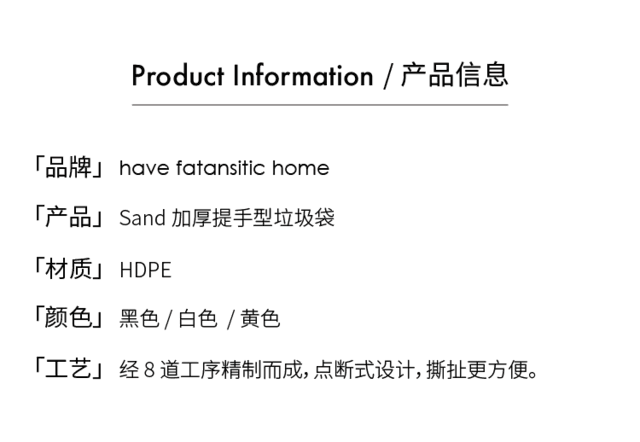 Product Information / 产品信息
「品牌」 have fatansitic home
「产品」 Sand 加厚提手型垃圾袋
「材质」 HDPE
「颜色」 黑色 / 白色 / 黄色
「工艺」 经 8 道工序精制而成，点断式设计，撕扯更方便。